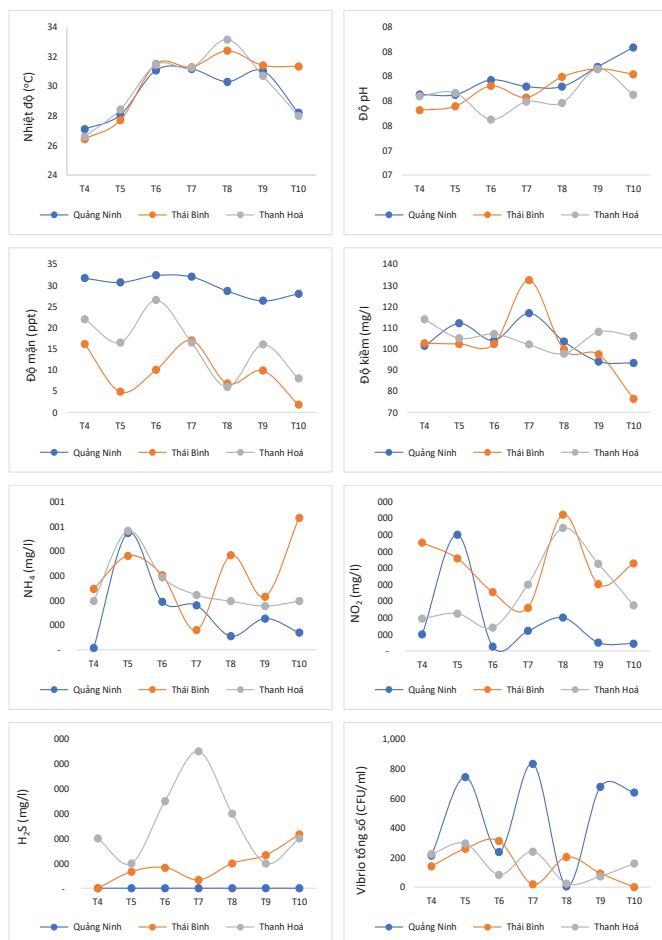 34
32
30
28
26
24
Nhiệt độ (ºC)
T4 T5 T6 T7 T8 T9 T10
Quảng Ninh Thái Bình Thanh Hoá
08
08
08
08
08
07
07
Độ pH
T4 T5 T6 T7 T8 T9 T10
Quảng Ninh Thái Bình Thanh Hoá
35
30
25
20
15
10
5
0
Độ mặn (ppt)
T4 T5 T6 T7 T8 T9 T10
Quảng Ninh Thái Bình Thanh Hoá
140
130
120
110
100
90
80
70
Độ kiềm (mg/l
T4 T5 T6 T7 T8 T9 T10
Quảng Ninh Thái Bình Thanh Hoá
001
001
000
000
000
000
-
NH₄ (mg/l)
T4 T5 T6 T7 T8 T9 T10
Quảng Ninh Thái Bình Thanh Hoá
000
000
000
000
000
000
000
000
000
-
NO₂ (mg/l)
T4 T5 T6 T7 T8 T9 T10
Quảng Ninh Thái Bình Thanh Hoá
000
000
000
000
000
000
-
H₂S (mg/l)
T4 T5 T6 T7 T8 T9 T10
Quảng Ninh Thái Bình Thanh Hoá
1,000
800
600
400
200
0
Vibrio tổng số (CFU/ml)
T4 T5 T6 T7 T8 T9 T10
Quảng Ninh Thái Bình Thanh Hoá